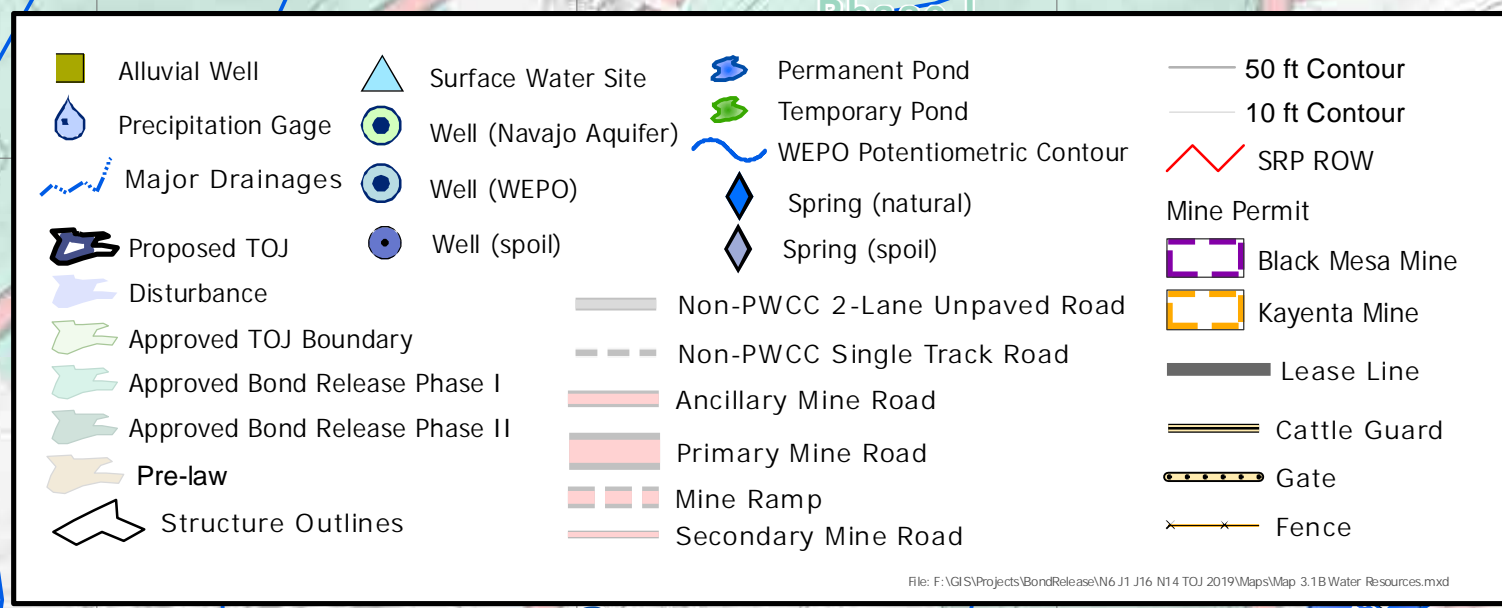 Phase I
Alluvial Well
Precipitation Gage
Major Drainages
Proposed TOJ
Disturbance
Approved TOJ Boundary
Approved Bond Release Phase I
Approved Bond Release Phase II
Pre-law
Structure Outlines
Surface Water Site
Well (Navajo Aquifer)
Well (WEPO)
Well (spoil)
Permanent Pond
Temporary Pond
WEPO Potentiometric Contour
Spring (natural)
Spring (spoil)
Non-PWCC 2-Lane Unpaved Road
Non-PWCC Single Track Road
Ancillary Mine Road
Primary Mine Road
Mine Ramp
Secondary Mine Road
50 ft Contour
10 ft Contour
SRP ROW
Mine Permit
Black Mesa Mine
Kayenta Mine
Lease Line
Cattle Guard
Gate
Fence
File: F:\GIS\Projects\BondRelease\N6 J1 J16 N14 TOJ 2019\Maps\Map 3.1B Water Resources.mxd